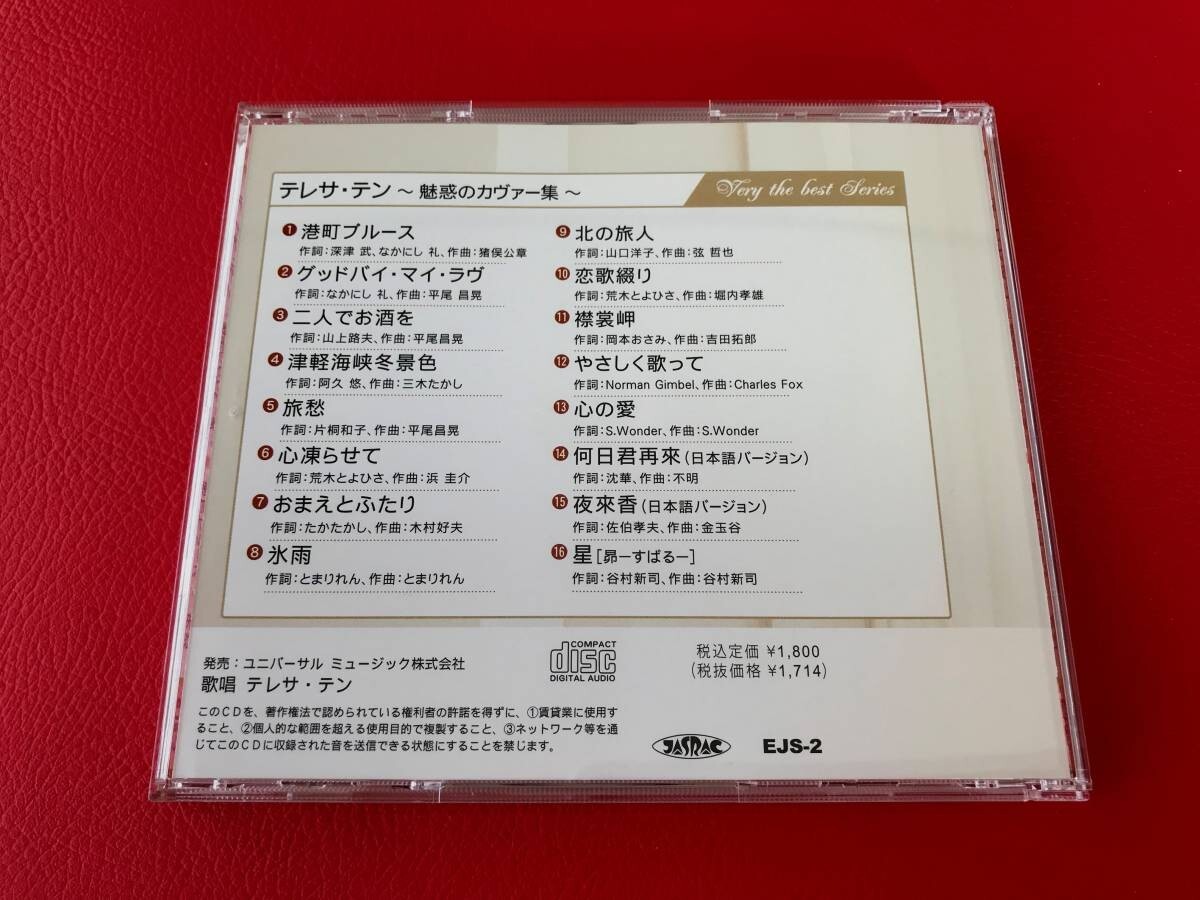 テレサ・テン ～ 魅惑のカヴァー集 ～
Very the best Series
1 港町ブルース
作詞：深津 武、なかにし 礼、作曲：猪俣公章
2 グッドバイ・マイ・ラヴ
作詞：なかにし 礼、作曲：平尾 昌晃
3 二人でお酒を
作詞：山上路夫、作曲：平尾昌晃
4 津軽海峡冬景色
作詞：阿久 悠、作曲：三木たかし
5 旅愁
作詞：片桐和子、作曲：平尾昌晃
6 心凍らせて
作詞：荒木とよひさ、作曲：浜 圭介
7 おまえとふたり
作詞：たかたかし、作曲：木村好夫
8 氷雨
作詞：とまりれん、作曲：とまりれん
9 北の旅人
作詞：山口洋子、作曲：弦 哲也
10 恋歌綴り
作詞：荒木とよひさ、作曲：堀内孝雄
11 襟裳岬
作詞：岡本おさみ、作曲：吉田拓郎
12 やさしく歌って
作詞：Norman Gimbel、作曲：Charles Fox
13 心の愛
作詞：S.Wonder、作曲：S.Wonder
14 何日君再來（日本語バージョン）
作詞：沈華、作曲：不明
15 夜來香（日本語バージョン）
作詞：佐伯孝夫、作曲：金玉谷
16 星［昴ーすばるー］
作詞：谷村新司、作曲：谷村新司
発売：ユニバーサル ミュージック株式会社
歌唱 テレサ・テン
COMPACT
disc
DIGITAL AUDIO
税込定価 ¥1,800
（税抜価格 ¥1,714）
このＣＤを、著作権法で認められている権利者の許諾を得ずに、①賃貸業に使用す
ること、②個人的な範囲を超える使用目的で複製すること、③ネットワーク等を通
じてこのＣＤに収録された音を送信できる状態にすることを禁じます。
JASRAC
EJS-2